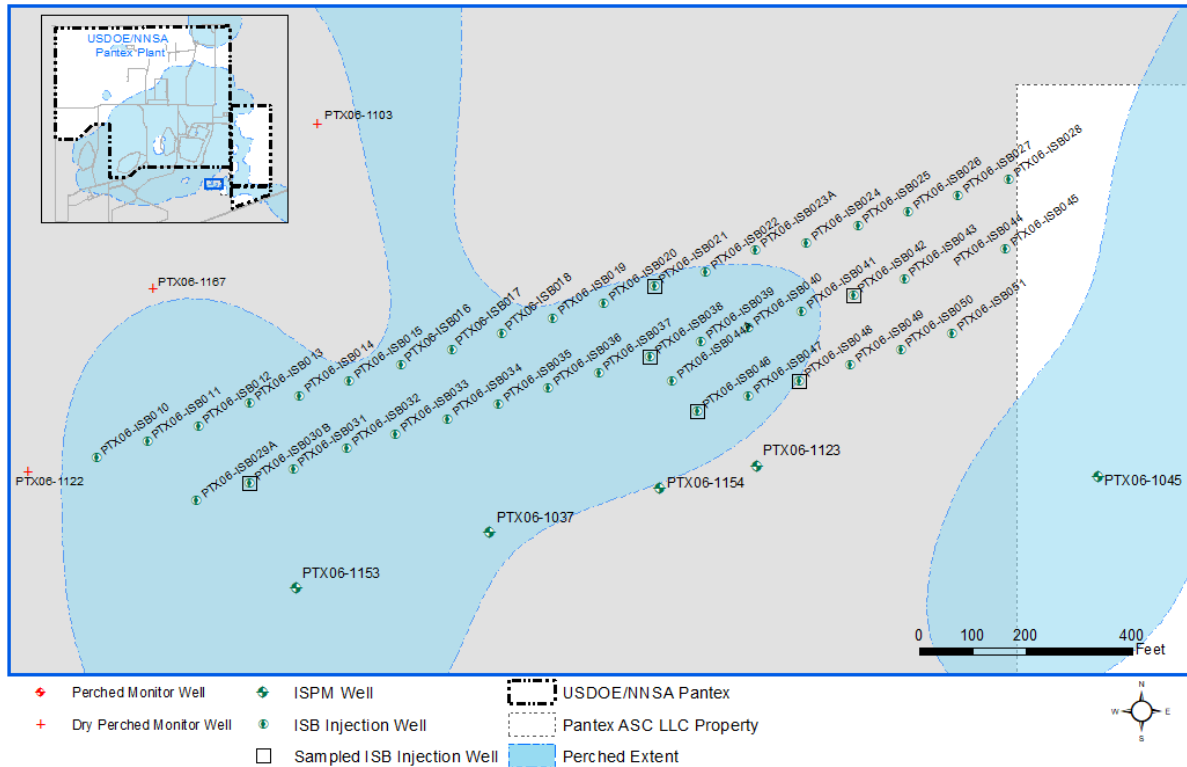 USDOE/NNSA
Pantex Plant
PTX06-1103
PTX06-1167
PTX06-1122
PTX06-ISB010
PTX06-ISB011
PTX06-ISB012
PTX06-ISB013
PTX06-ISB014
PTX06-ISB015
PTX06-ISB016
PTX06-ISB017
PTX06-ISB018
PTX06-ISB019
PTX06-ISB020
PTX06-ISB021
PTX06-ISB022
PTX06-ISB023A
PTX06-ISB024
PTX06-ISB025
PTX06-ISB026
PTX06-ISB027
PTX06-ISB028
PTX06-ISB029A
PTX06-ISB030B
PTX06-ISB031
PTX06-ISB032
PTX06-ISB033
PTX06-ISB034
PTX06-ISB035
PTX06-ISB036
PTX06-ISB037
PTX06-ISB038
PTX06-ISB039
PTX06-ISB040
PTX06-ISB041
PTX06-ISB042
PTX06-ISB043
PTX06-ISB044
PTX06-ISB045
PTX06-ISB044A
PTX06-ISB046
PTX06-ISB047
PTX06-ISB048
PTX06-ISB049
PTX06-ISB050
PTX06-ISB051
PTX06-1123
PTX06-1154
PTX06-1045
PTX06-1037
PTX06-1153
0 100 200 400
Feet
Perched Monitor Well
ISPM Well
USDOE/NNSA Pantex
Dry Perched Monitor Well
ISB Injection Well
Pantex ASC LLC Property
Sampled ISB Injection Well
Perched Extent
N
W E
S